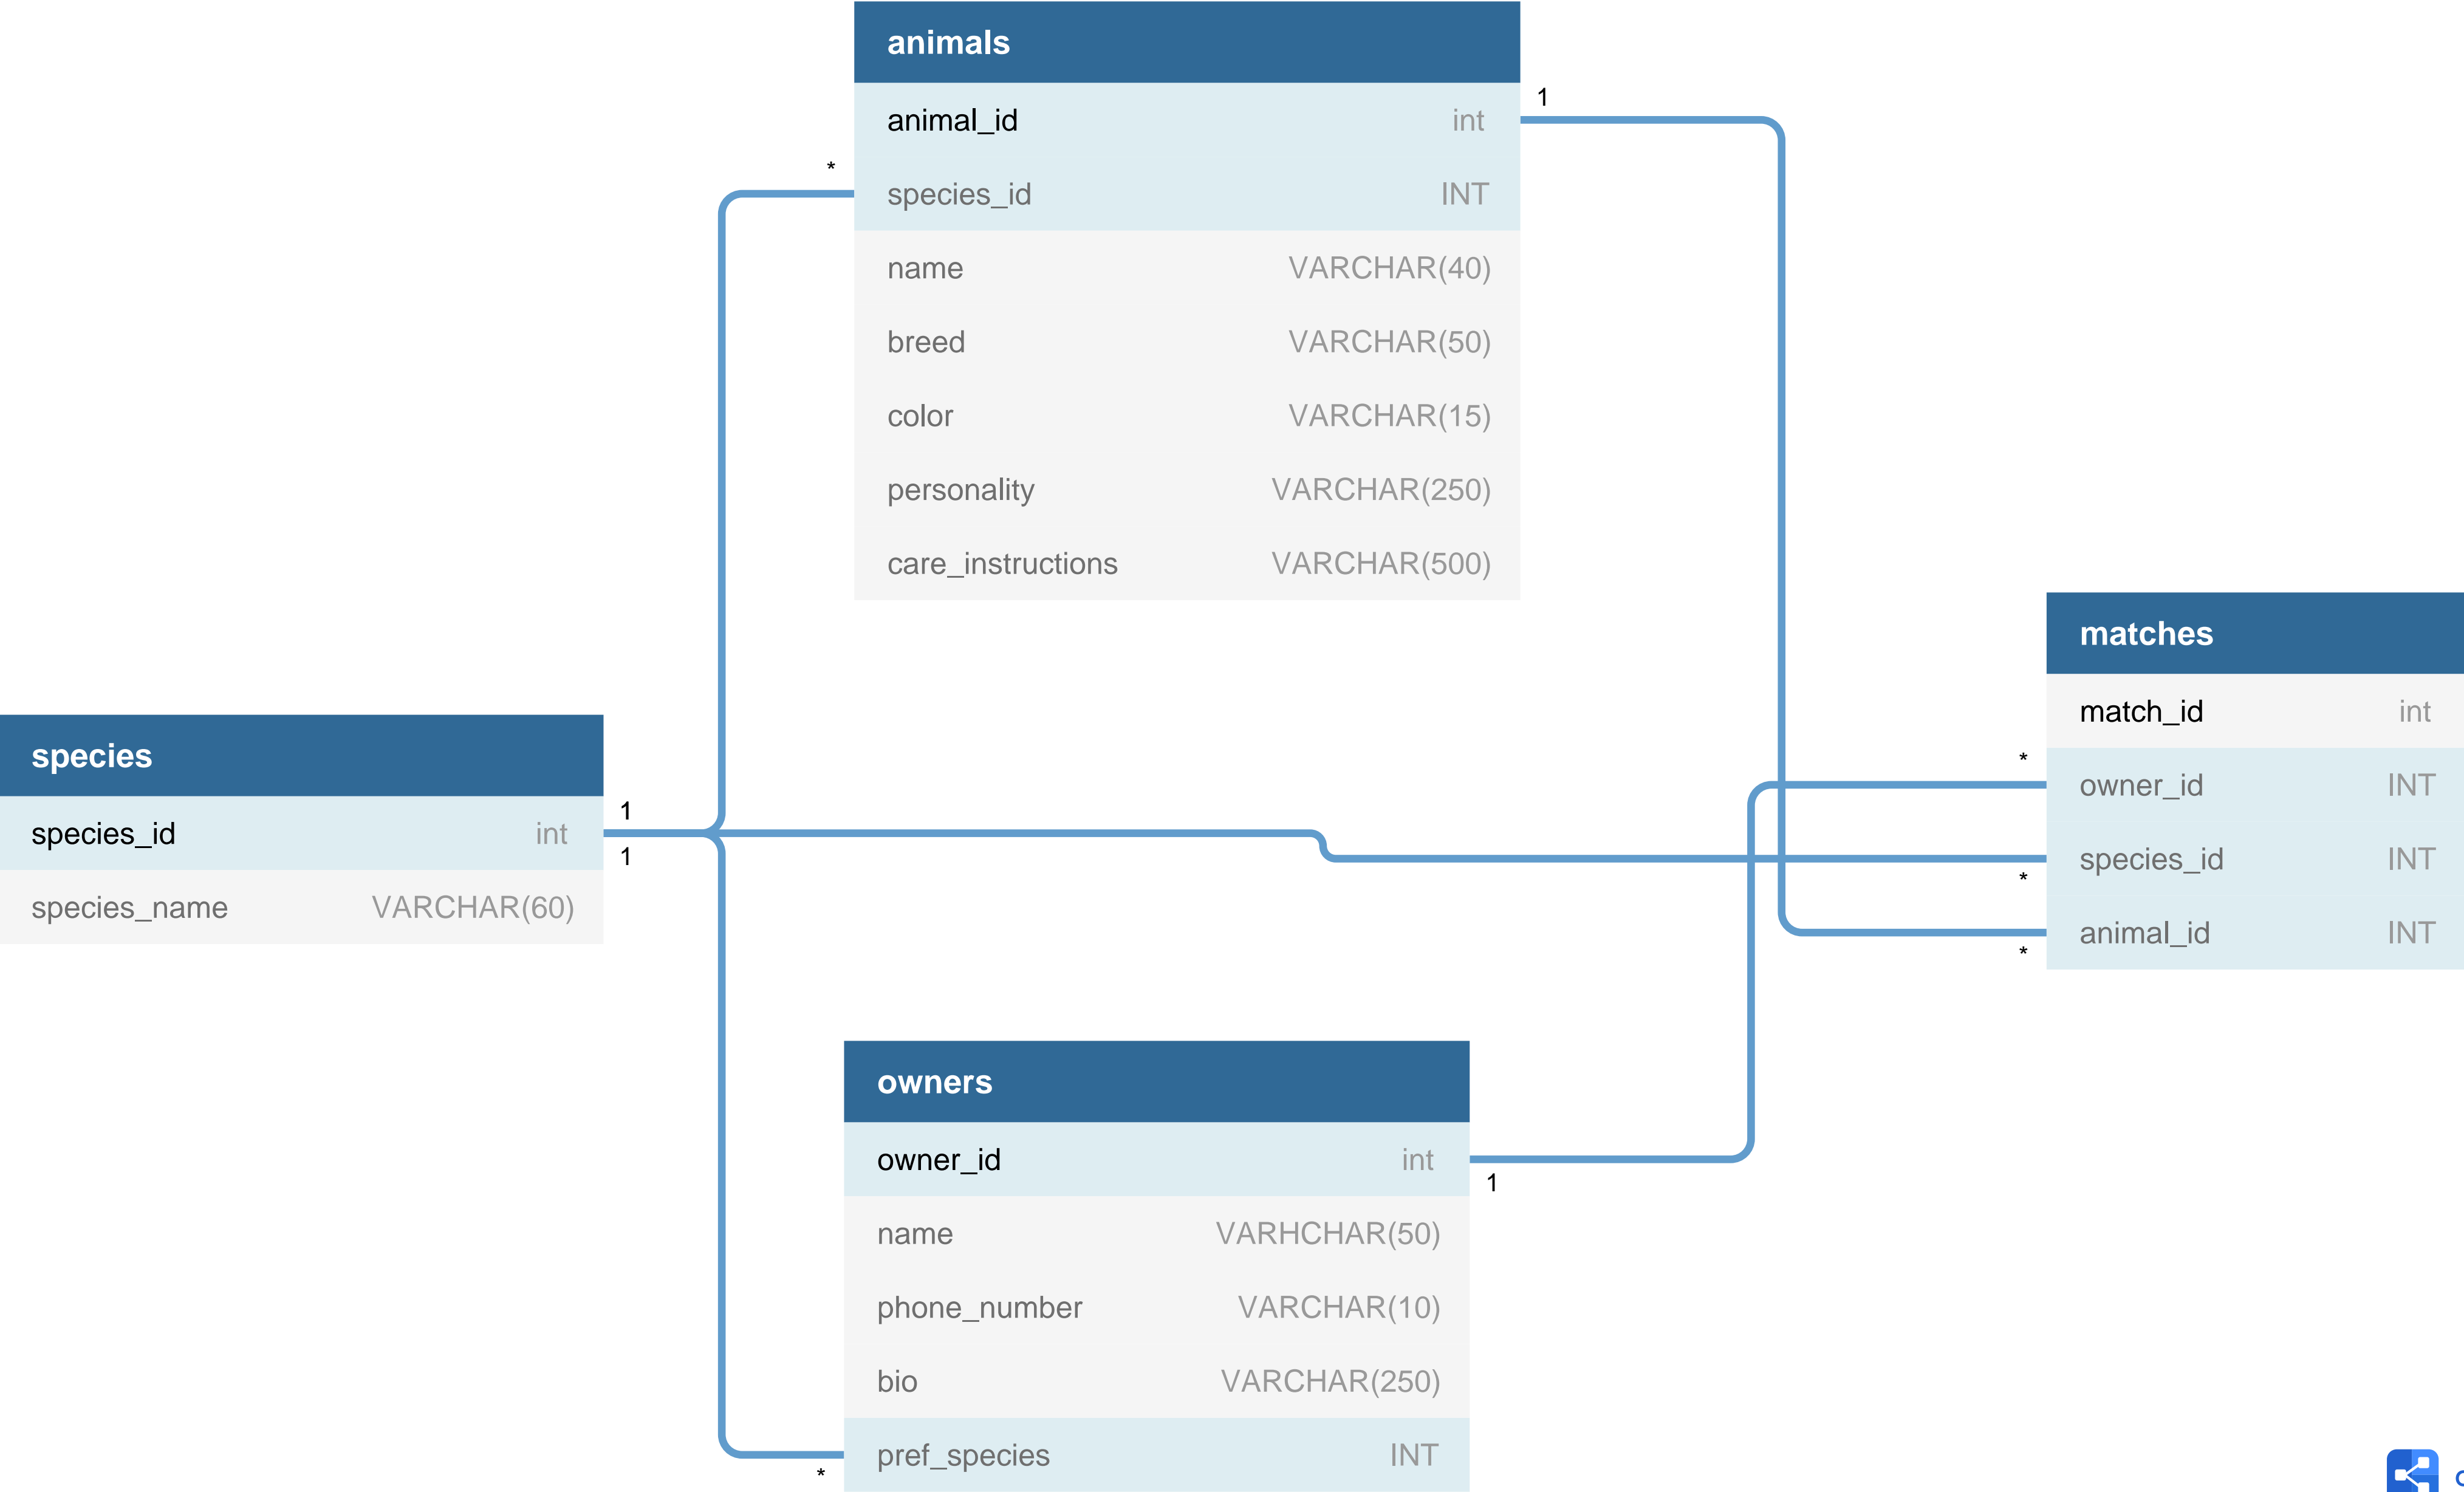 animals
animal_id int
species_id INT
name VARCHAR(40)
breed VARCHAR(50)
color VARCHAR(15)
personality VARCHAR(250)
care_instructions VARCHAR(500)
1
*
species
species_id int
species_name VARCHAR(60)
1
1
matches
match_id int
owner_id INT
species_id INT
animal_id INT
*
*
*
owners
owner_id int
name VARHCHAR(50)
phone_number VARCHAR(10)
bio VARCHAR(250)
pref_species INT
1
*